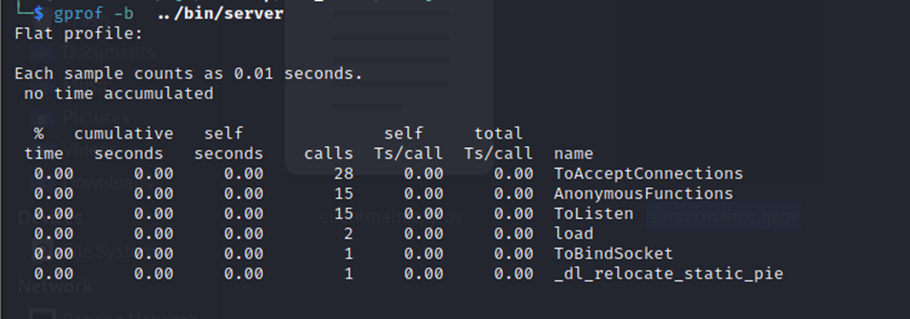 └─$ gprof -b ../bin/server
Flat profile:
Each sample counts as 0.01 seconds.
 no time accumulated
  %   cumulative   self              self     total
 time   seconds   seconds    calls  Ts/call  Ts/call  name
  0.00      0.00     0.00       28     0.00     0.00  ToAcceptConnections
  0.00      0.00     0.00       15     0.00     0.00  AnonymousFunctions
  0.00      0.00     0.00       15     0.00     0.00  ToListen
  0.00      0.00     0.00        2     0.00     0.00  load
  0.00      0.00     0.00        1     0.00     0.00  ToBindSocket
  0.00      0.00     0.00        1     0.00     0.00  _dl_relocate_static_pie
Documents
Pictures
Network